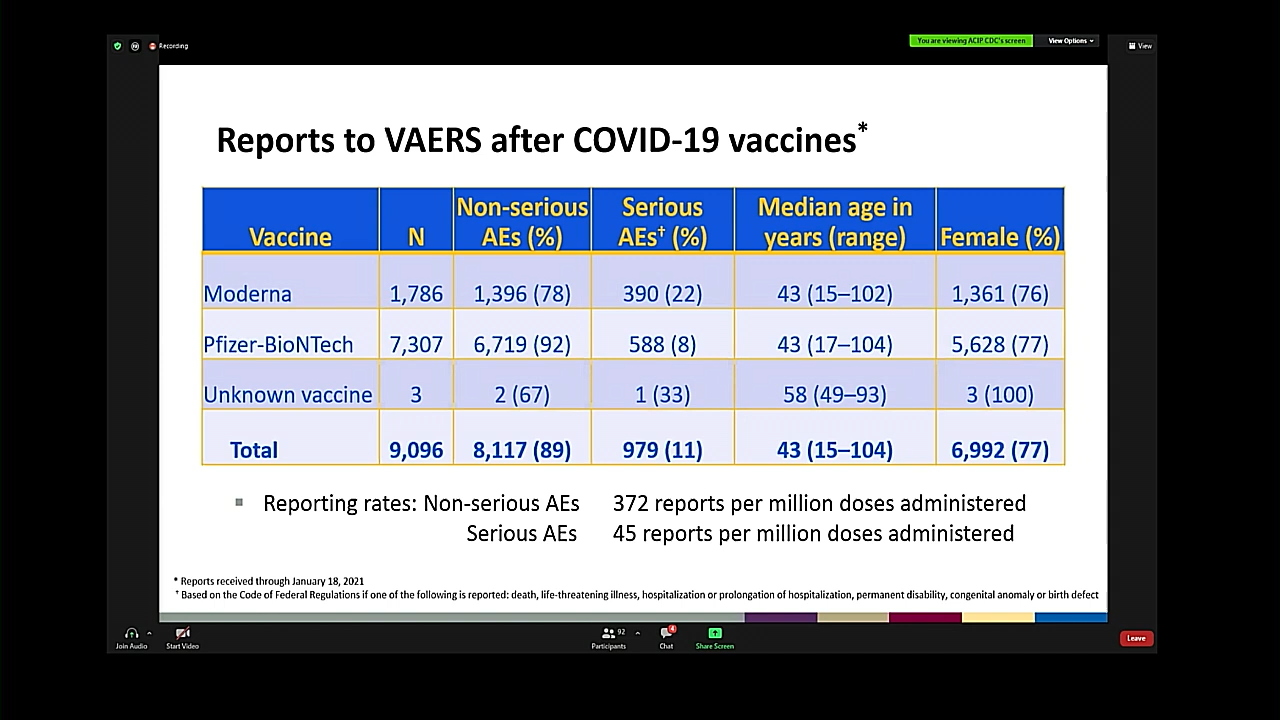 Recording
You are viewing ACIP CDC's screen
View Options
View
Reports to VAERS after COVID-19 vaccines*
Vaccine N Non-serious AEs (%) Serious AEs† (%) Median age in years (range) Female (%)
Moderna 1,786 1,396 (78) 390 (22) 43 (15–102) 1,361 (76)
Pfizer-BioNTech 7,307 6,719 (92) 588 (8) 43 (17–104) 5,628 (77)
Unknown vaccine 3 2 (67) 1 (33) 58 (49–93) 3 (100)
Total 9,096 8,117 (89) 979 (11) 43 (15–104) 6,992 (77)
▪ Reporting rates: Non-serious AEs 372 reports per million doses administered
Serious AEs 45 reports per million doses administered
* Reports received through January 18, 2021
† Based on the Code of Federal Regulations if one of the following is reported: death, life-threatening illness, hospitalization or prolongation of hospitalization, permanent disability, congenital anomaly or birth defect
Join Audio
Start Video
92
Participants
4
Chat
Share Screen
Leave